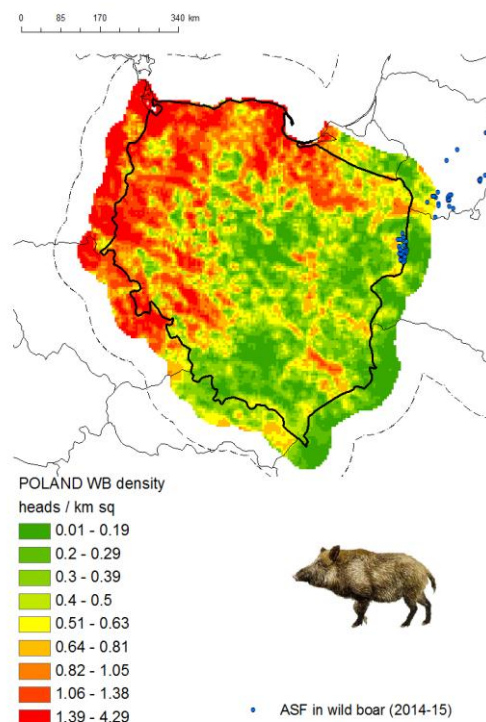 0 85 170 340 km
POLAND WB density
heads / km sq
0.01 - 0.19
0.2 - 0.29
0.3 - 0.39
0.4 - 0.5
0.51 - 0.63
0.64 - 0.81
0.82 - 1.05
1.06 - 1.38
1.39 - 4.29
ASF in wild boar (2014-15)